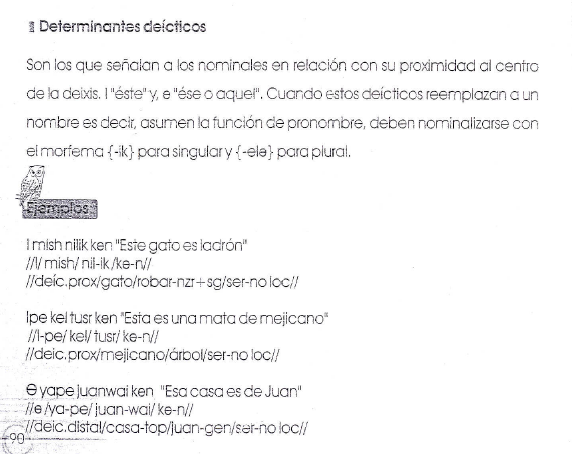 Determinantes deícticos
Son los que señalan a los nominales en relación con su proximidad al centro
de la deixis. I "éste" y, e "ése o aquel". Cuando estos deícticos reemplazan a un
nombre es decir, asumen la función de pronombre, deben nominalizarse con
el morfema {-ik} para singular y {-elɘ} para plural.
Ejemplos
I mish nilik ken "Este gato es ladrón"
//I/ mish/ nil-ik /ke-n//
//deíc.prox/gato/robar-nzr+sg/ser-no loc//
Ipe kel tusr ken "Esta es una mata de mejicano"
//I-pe/ kel/ tusr/ ke-n//
//deic.prox/mejicano/árbol/ser-no loc//
Ɵ yape juanwai ken "Esa casa es de Juan"
//ɘ /ya-pe/ juan-wai/ ke-n//
//deic.distal/casa-top/juan-gen/ser-no loc//
90